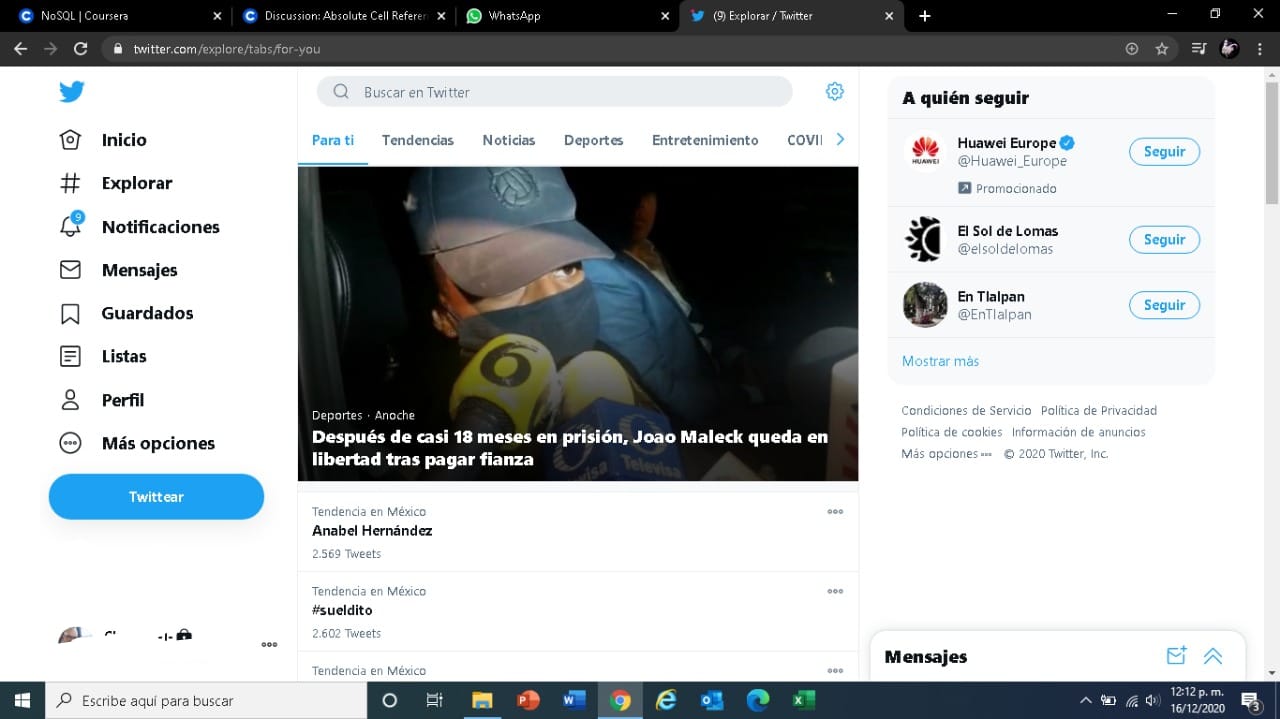 NoSQL | Coursera
Discussion: Absolute Cell Referen
WhatsApp
(9) Explorar / Twitter
twitter.com/explore/tabs/for-you
Inicio
Explorar
9
Notificaciones
Mensajes
Guardados
Listas
Perfil
Más opciones
Twittear
Buscar en Twitter
Para ti
Tendencias
Noticias
Deportes
Entretenimiento
COVI
Deportes · Anoche
Después de casi 18 meses en prisión, Joao Maleck queda en
libertad tras pagar fianza
Televisa
Tendencia en México
Anabel Hernández
2.569 Tweets
Tendencia en México
#sueldito
2.602 Tweets
Tendencia en México
A quién seguir
HUAWEI
Huawei Europe
@Huawei_Europe
Seguir
Promocionado
El Sol de Lomas
@elsoldelomas
Seguir
En Tlalpan
@EnTlalpan
Seguir
Mostrar más
Condiciones de Servicio Política de Privacidad
Política de cookies Información de anuncios
Más opciones © 2020 Twitter, Inc.
Mensajes
Escribe aquí para buscar
12:12 p. m.
16/12/2020
3